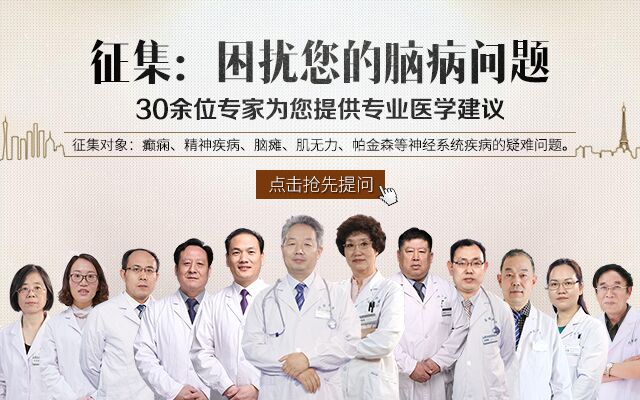 征集：困扰您的脑病问题
30余位专家为您提供专业医学建议
征集对象：癫痫、精神疾病、脑瘫、肌无力、帕金森等神经系统疾病的疑难问题。
点击抢先提问